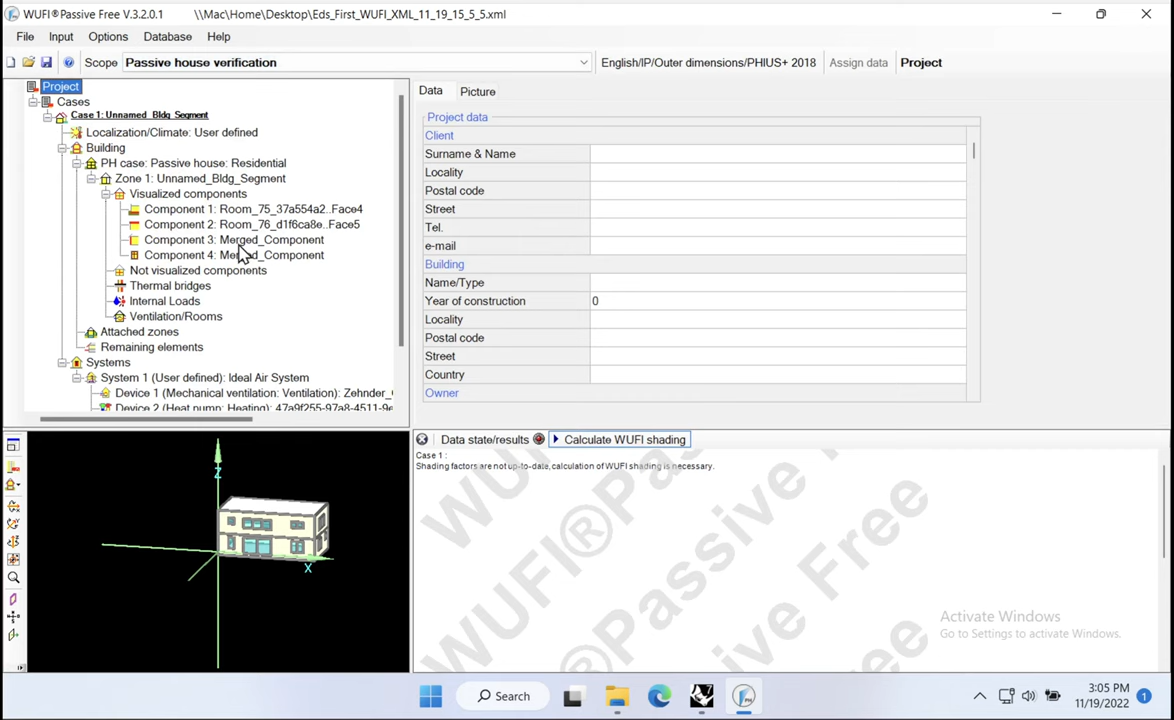 WUFI®Passive Free V.3.2.0.1 \\Mac\Home\Desktop\Eds_First_WUFI_XML_11_19_15_5_5.xml
File Input Options Database Help
Scope Passive house verification English/IP/Outer dimensions/PHIUS+ 2018 Assign data Project
Project
Cases
Case 1: Unnamed_Bldg_Segment
Localization/Climate: User defined
Building
PH case: Passive house: Residential
Zone 1: Unnamed_Bldg_Segment
Visualized components
Component 1: Room_75_37a554a2..Face4
Component 2: Room_76_d1f6ca8e..Face5
Component 3: Merged_Component
Component 4: Me d_Component
Not visualized components
Thermal bridges
Internal Loads
Ventilation/Rooms
Attached zones
Remaining elements
Systems
System 1 (User defined): Ideal Air System
Device 1 (Mechanical ventilation: Ventilation): Zehnder_
Device 2 (Heat pump: Heating): 47a9f255-97a8-4511-9e
Data Picture
Project data
Client
Surname & Name
Locality
Postal code
Street
Tel.
e-mail
Building
Name/Type
Year of construction 0
Locality
Postal code
Street
Country
Owner
Z
X
Data state/results Calculate WUFI shading
Case 1 :
Shading factors are not up-to-date, calculation of WUFI shading is necessary.
WUFI®Passive Free
Activate Windows
Go to Settings to activate Windows.
Search
3:05 PM
11/19/2022
1